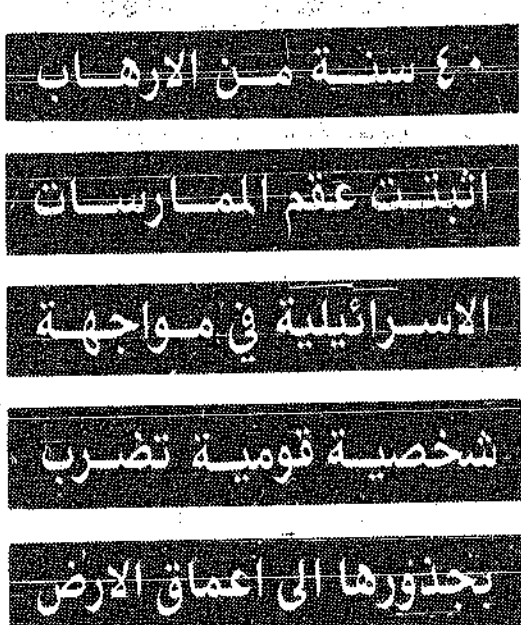 ٤٠ سنة من الارهاب
اثبتت عقم الممارسات
الاسرائيلية في مواجهة
شخصية قومية تضرب
بجذورها الى اعماق الارض